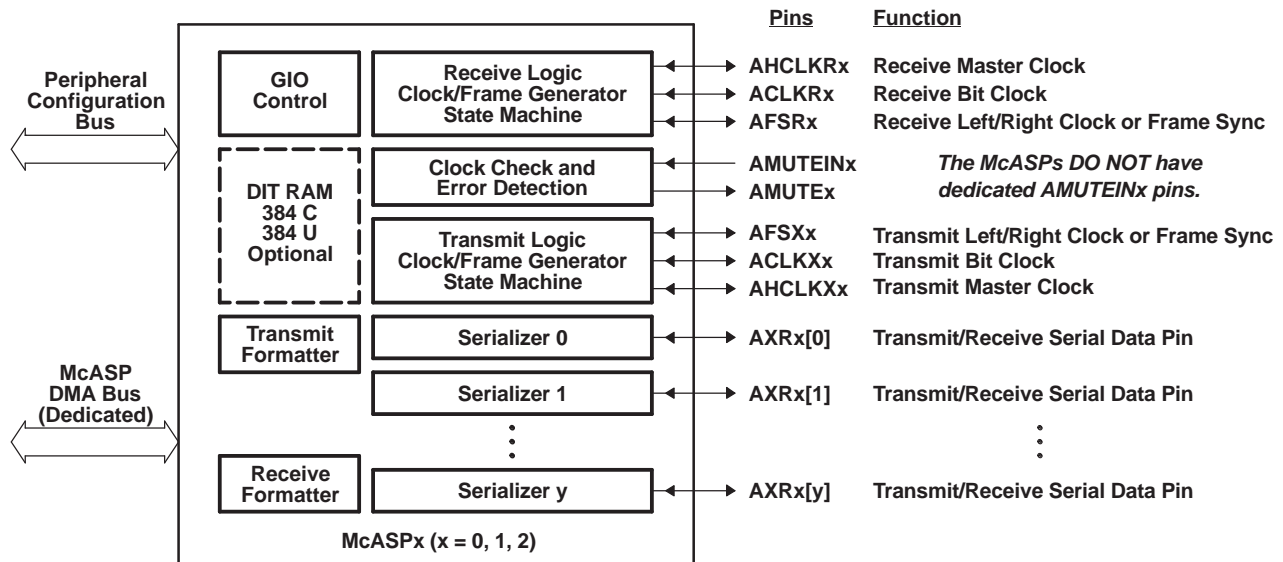 Pins Function
Peripheral
Configuration
Bus
GIO
Control
Receive Logic
Clock/Frame Generator
State Machine
AHCLKRx Receive Master Clock
ACLKRx Receive Bit Clock
AFSRx Receive Left/Right Clock or Frame Sync
DIT RAM
384 C
384 U
Optional
Clock Check and
Error Detection
AMUTEINx
AMUTEx
The McASPs DO NOT have
dedicated AMUTEINx pins.
Transmit Logic
Clock/Frame Generator
State Machine
AFSXx Transmit Left/Right Clock or Frame Sync
ACLKXx Transmit Bit Clock
AHCLKXx Transmit Master Clock
Transmit
Formatter
Serializer 0
AXRx[0] Transmit/Receive Serial Data Pin
McASP
DMA Bus
(Dedicated)
Serializer 1
AXRx[1] Transmit/Receive Serial Data Pin
Receive
Formatter
Serializer y
AXRx[y] Transmit/Receive Serial Data Pin
McASPx (x = 0, 1, 2)